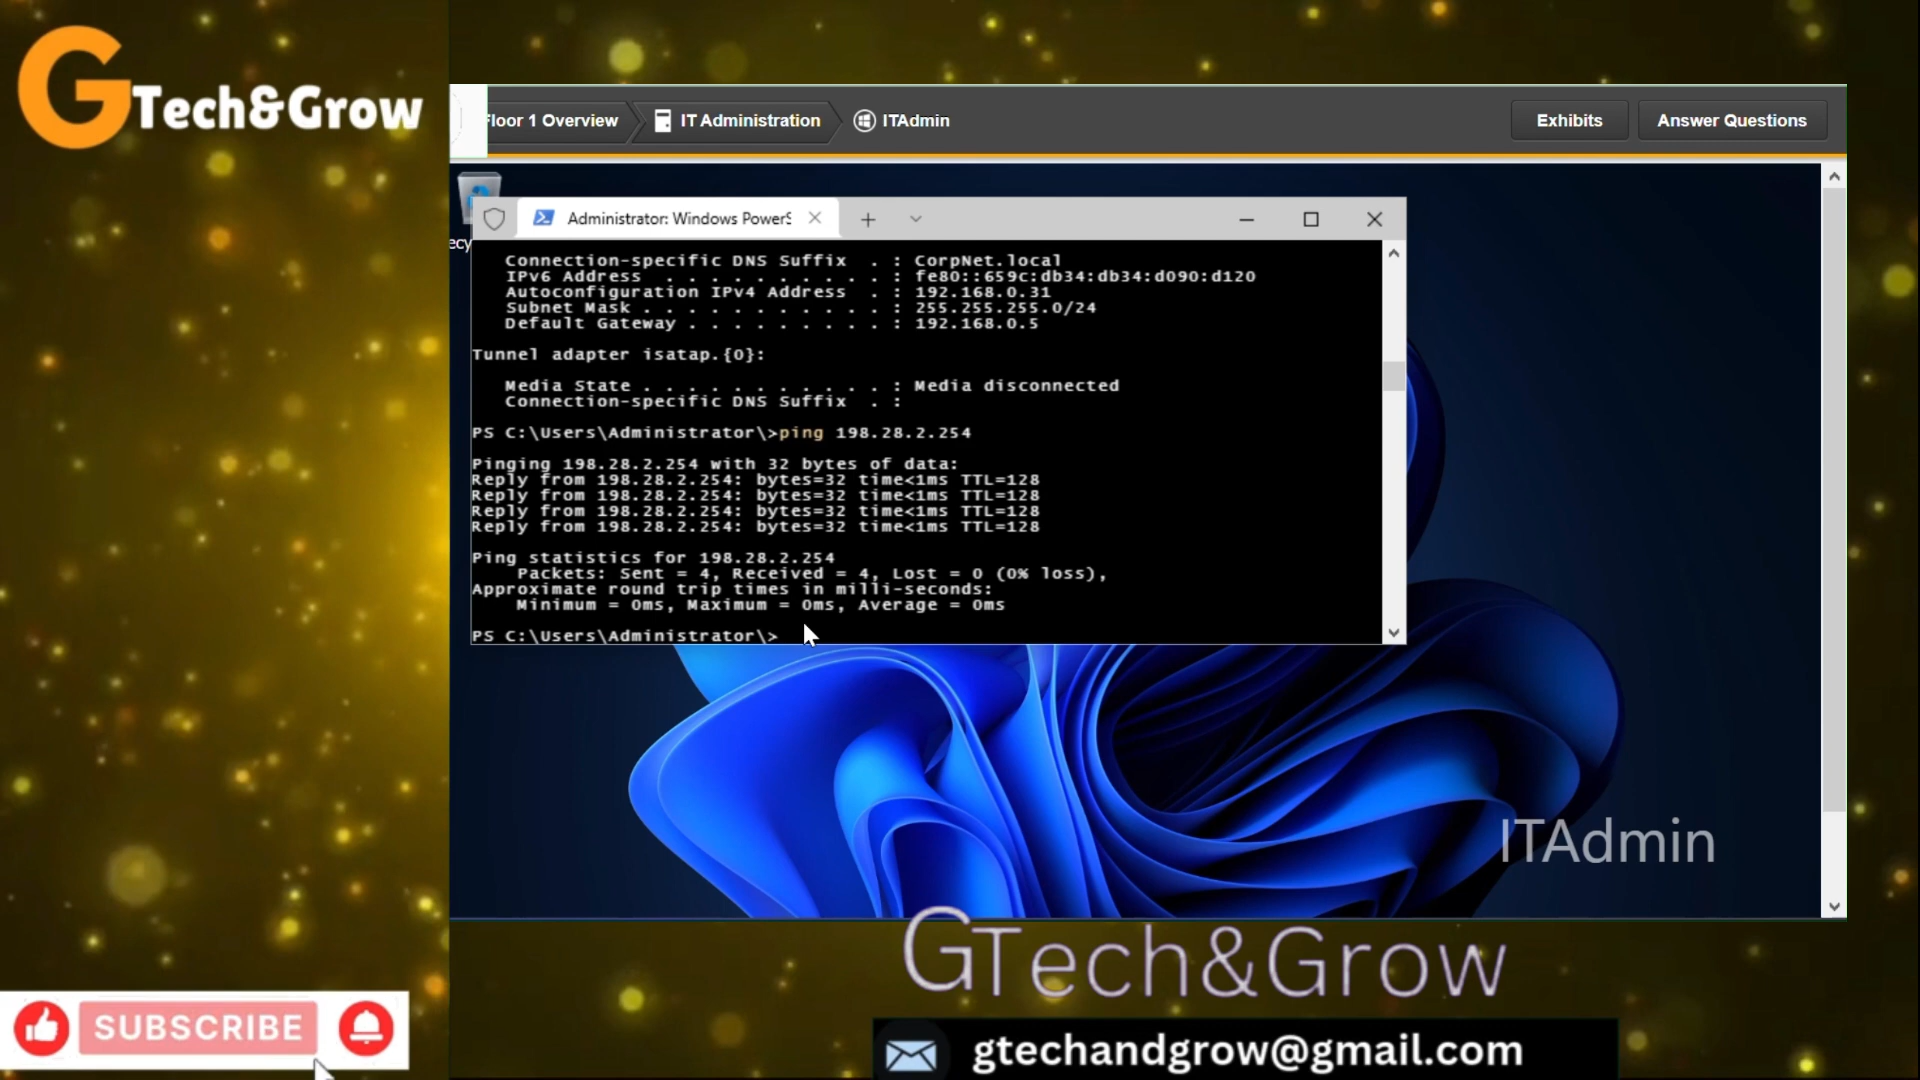 GTech&Grow
Floor 1 Overview
IT Administration
ITAdmin
Exhibits
Answer Questions
Administrator: Windows PowerS
Connection-specific DNS Suffix . : CorpNet.local
IPv6 Address . . . . . . . . . : fe80::659c:db34:db34:d090:d120
Autoconfiguration IPv4 Address . : 192.168.0.31
Subnet Mask . . . . . . . . . . . : 255.255.255.0/24
Default Gateway . . . . . . . . . : 192.168.0.5
Tunnel adapter isatap.{0}:
Media State . . . . . . . . . . . : Media disconnected
Connection-specific DNS Suffix . :
PS C:\Users\Administrator\>ping 198.28.2.254
Pinging 198.28.2.254 with 32 bytes of data:
Reply from 198.28.2.254: bytes=32 time<1ms TTL=128
Reply from 198.28.2.254: bytes=32 time<1ms TTL=128
Reply from 198.28.2.254: bytes=32 time<1ms TTL=128
Reply from 198.28.2.254: bytes=32 time<1ms TTL=128
Ping statistics for 198.28.2.254
Packets: Sent = 4, Received = 4, Lost = 0 (0% loss),
Approximate round trip times in milli-seconds:
Minimum = 0ms, Maximum = 0ms, Average = 0ms
PS C:\Users\Administrator\>
ITAdmin
GTech&Grow
SUBSCRIBE
gtechandgrow@gmail.com